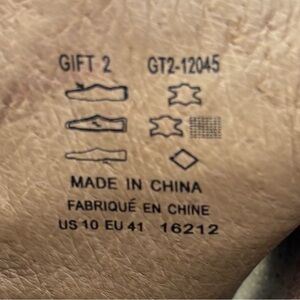 GIFT 2 GT2-12045
MADE IN CHINA
FABRIQUÉ EN CHINE
US 10 EU 41 16212